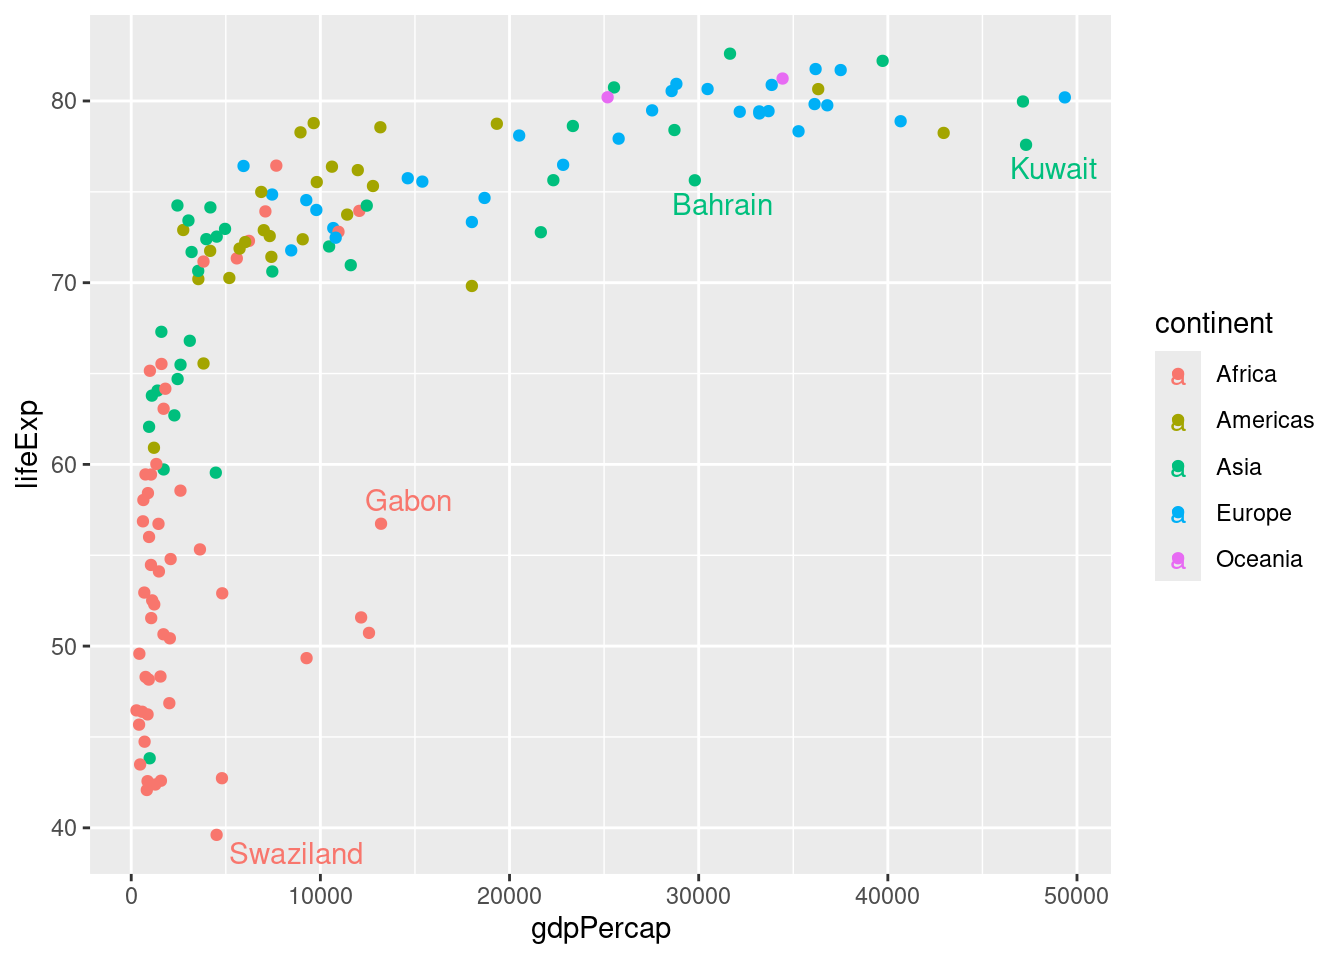 80
70
60
50
40
lifeExp
Kuwait
Bahrain
Gabon
Swaziland
0 10000 20000 30000 40000 50000
gdpPercap
continent
a Africa
a Americas
a Asia
a Europe
a Oceania